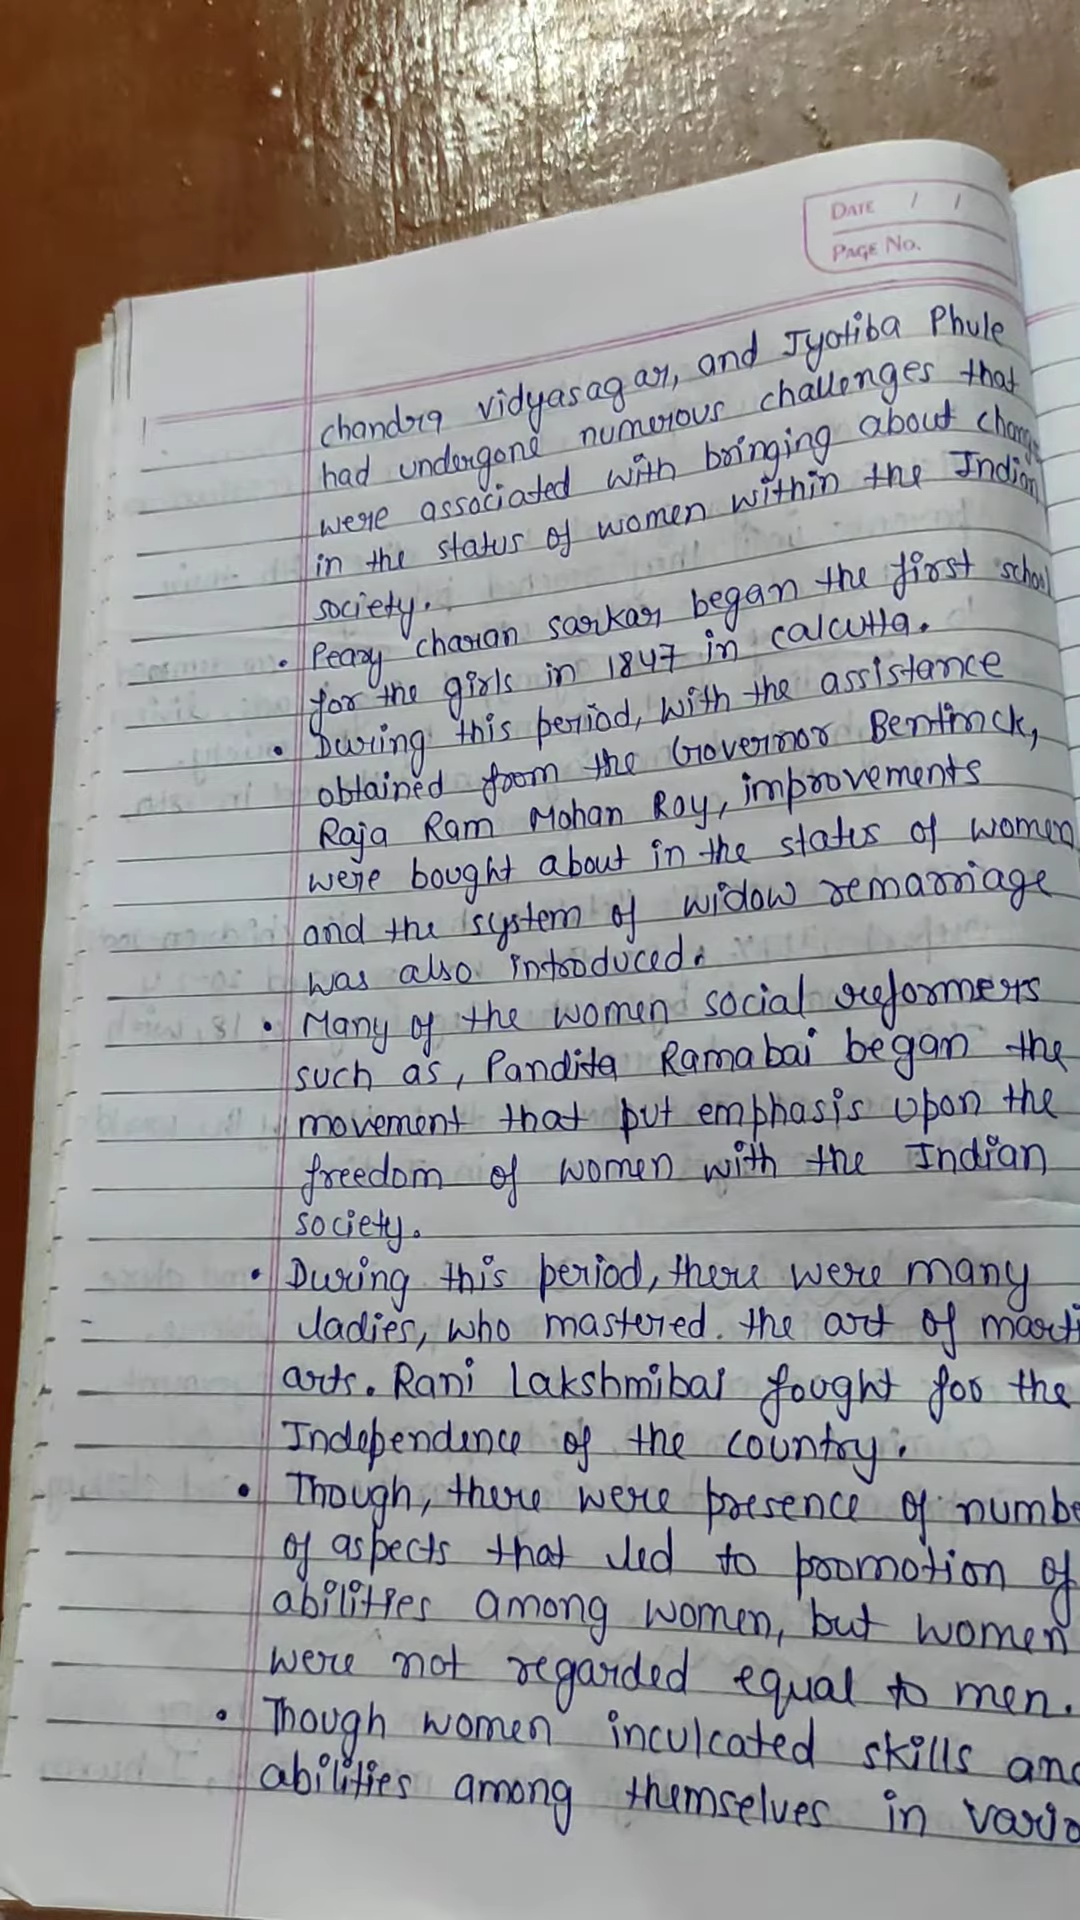 DATE / /
PAGE NO.
chandra vidyasagar, and Jyotiba Phule
had undergone numerous challenges that
were associated with bringing about change
in the status of women within the Indian
society.
• Peary charan sarkar began the first school
for the girls in 1847 in calcutta.
• During this period, with the assistance
obtained from the Governor Bentinck,
Raja Ram Mohan Roy, improvements
were bought about in the status of women
and the system of widow remarriage
was also introduced.
• Many of the women social reformers
such as, Pandita Ramabai began the
movement that put emphasis upon the
freedom of women with the Indian
society.
• During this period, there were many
ladies, who mastered. the art of marti
arts. Rani Lakshmibai fought for the
Independence of the country.
• Though, there were presence of numbe
of aspects that led to promotion of
abilities among women, but women
were not regarded equal to men.
• Though women inculcated skills and
abilities among themselves in vario